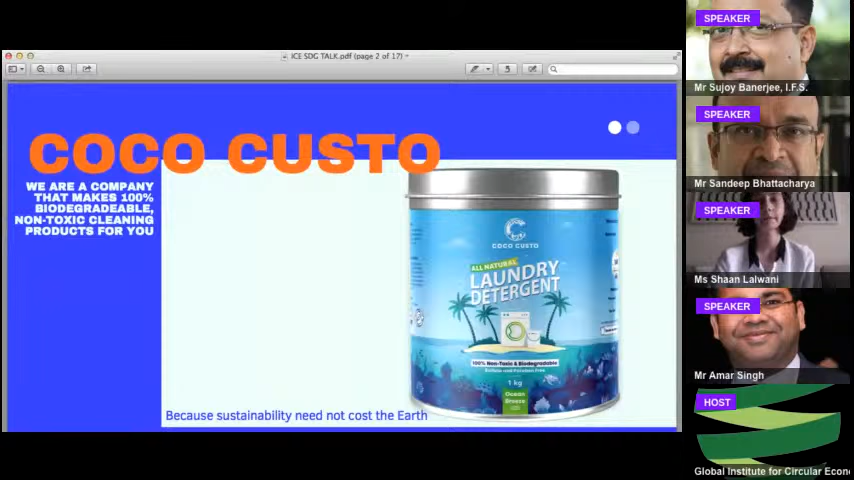 ICE SDG TALK.pdf (page 2 of 17)
COCO CUSTO
WE ARE A COMPANY
THAT MAKES 100%
BIODEGRADEABLE,
NON-TOXIC CLEANING
PRODUCTS FOR YOU
COCO CUSTO
ALL NATURAL
LAUNDRY
DETERGENT
100% Non-Toxic & Biodegradable
1 kg
Ocean
Breeze
Because sustainability need not cost the Earth
SPEAKER
Mr Sujoy Banerjee, I.F.S.
SPEAKER
Mr Sandeep Bhattacharya
SPEAKER
Ms Shaan Lalwani
SPEAKER
Mr Amar Singh
HOST
Global Institute for Circular Econ